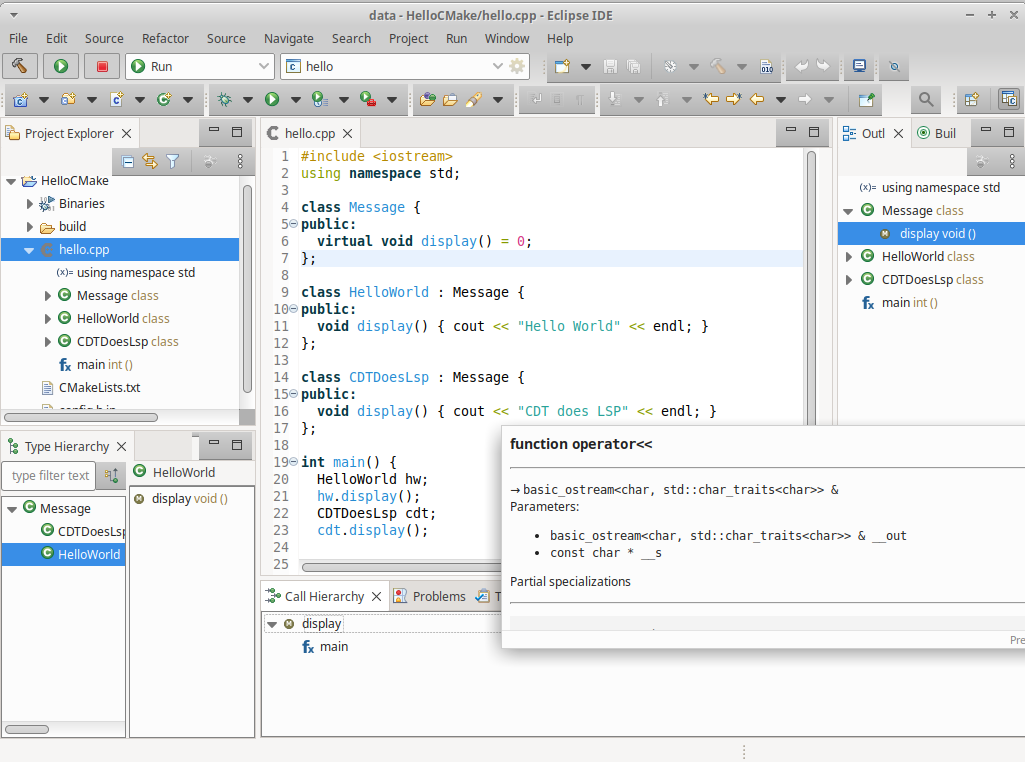 data - HelloCMake/hello.cpp - Eclipse IDE
File Edit Source Refactor Source Navigate Search Project Run Window Help
Run
hello
010
Project Explorer
HelloCMake
Binaries
build
hello.cpp
(x)= using namespace std
Message class
HelloWorld class
CDTDoesLsp class
main int ()
CMakeLists.txt
hello.cpp
1 #include <iostream>
2 using namespace std;
3
4 class Message {
5 public:
6 virtual void display() = 0;
7 };
8
9 class HelloWorld : Message {
10 public:
11 void display() { cout << "Hello World" << endl; }
12 };
13
14 class CDTDoesLsp : Message {
15 public:
16 void display() { cout << "CDT does LSP" << endl; }
17 };
18
19 int main() {
20 HelloWorld hw;
21 hw.display();
22 CDTDoesLsp cdt;
23 cdt.display();
24
25
function operator<<
→ basic_ostream<char, std::char_traits<char>> &
Parameters:
• basic_ostream<char, std::char_traits<char>> & __out
• const char * __s
Partial specializations
Pre
Outl
Buil
(x)= using namespace std
Message class
display void ()
HelloWorld class
CDTDoesLsp class
main int ()
Type Hierarchy
type filter text
Message
CDTDoesLsp
HelloWorld
HelloWorld
display void ()
Call Hierarchy
Problems
T
display
main